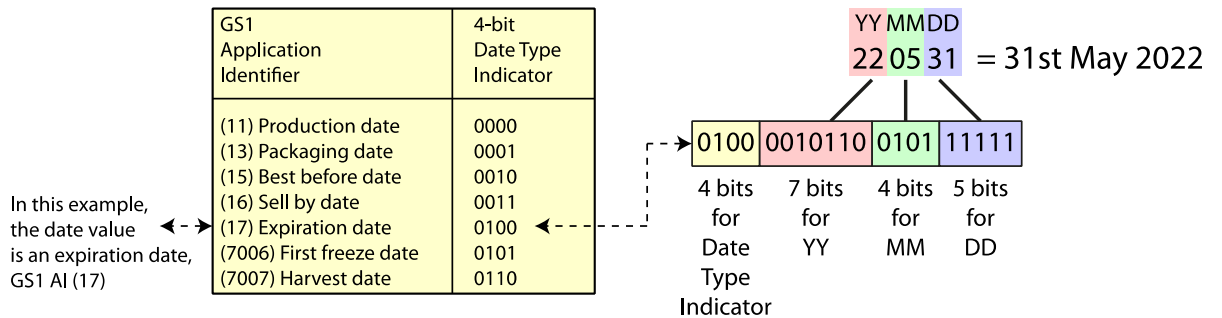 GS1
Application
Identifier
4-bit
Date Type
Indicator
(11) Production date 0000
(13) Packaging date 0001
(15) Best before date 0010
(16) Sell by date 0011
(17) Expiration date 0100
(7006) First freeze date 0101
(7007) Harvest date 0110
In this example,
the date value
is an expiration date,
GS1 AI (17)
YY MM DD
22 05 31 = 31st May 2022
0100 0010110 0101 11111
4 bits
for
Date
Type
Indicator
7 bits
for
YY
4 bits
for
MM
5 bits
for
DD